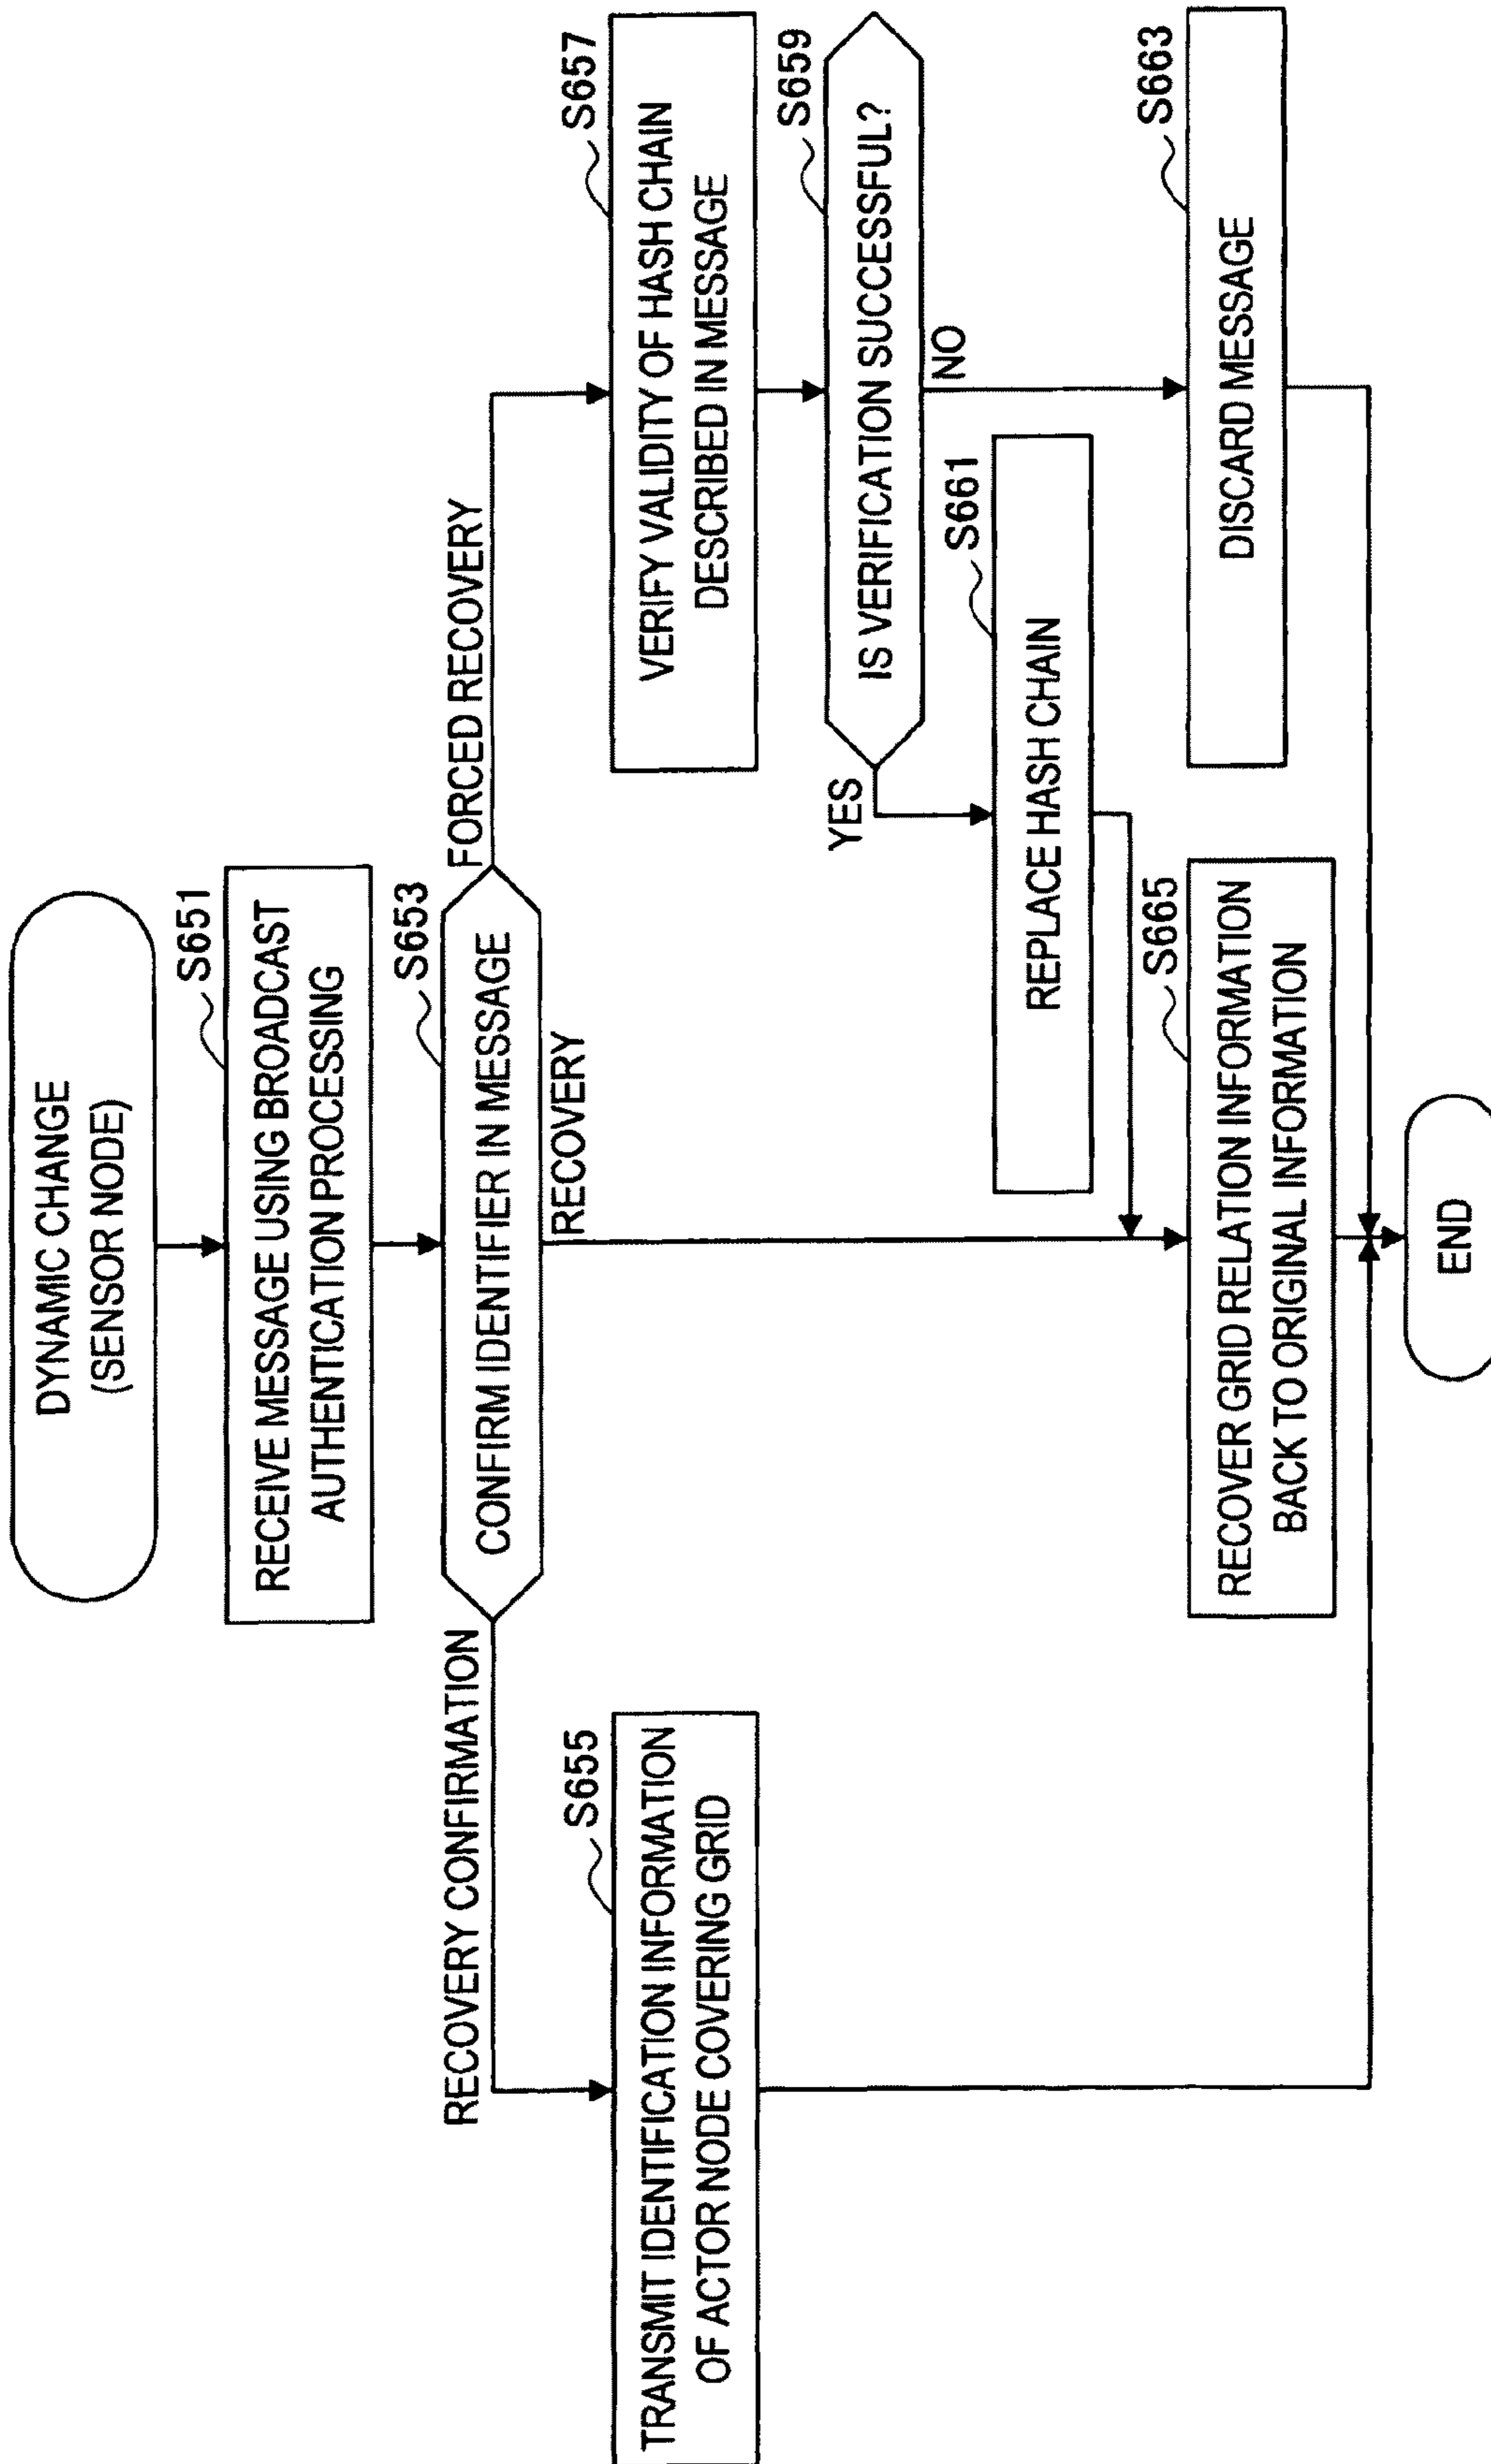 DYNAMIC CHANGE
(SENSOR NODE)
S651
RECEIVE MESSAGE USING BROADCAST
AUTHENTICATION PROCESSING
S653
CONFIRM IDENTIFIER IN MESSAGE
RECOVERY CONFIRMATION
RECOVERY
FORCED RECOVERY
S655
TRANSMIT IDENTIFICATION INFORMATION
OF ACTOR NODE COVERING GRID
S657
VERIFY VALIDITY OF HASH CHAIN
DESCRIBED IN MESSAGE
S659
IS VERIFICATION SUCCESSFUL?
YES
NO
S661
REPLACE HASH CHAIN
S663
DISCARD MESSAGE
S665
RECOVER GRID RELATION INFORMATION
BACK TO ORIGINAL INFORMATION
END